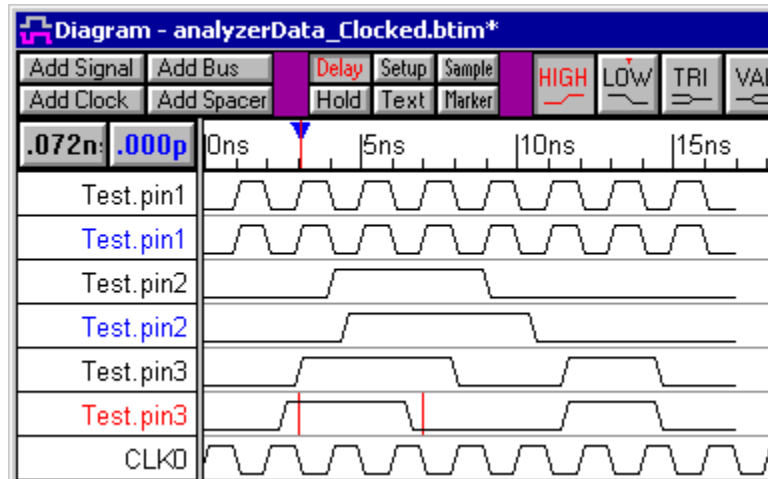 Diagram - analyzerData_Clocked.btim*
Add Signal Add Bus Delay Setup Sample HIGH LOW TRI VAL
Add Clock Add Spacer Hold Text Marker
.072n .000p 0ns 5ns 10ns 15ns
Test.pin1
Test.pin1
Test.pin2
Test.pin2
Test.pin3
Test.pin3
CLK0